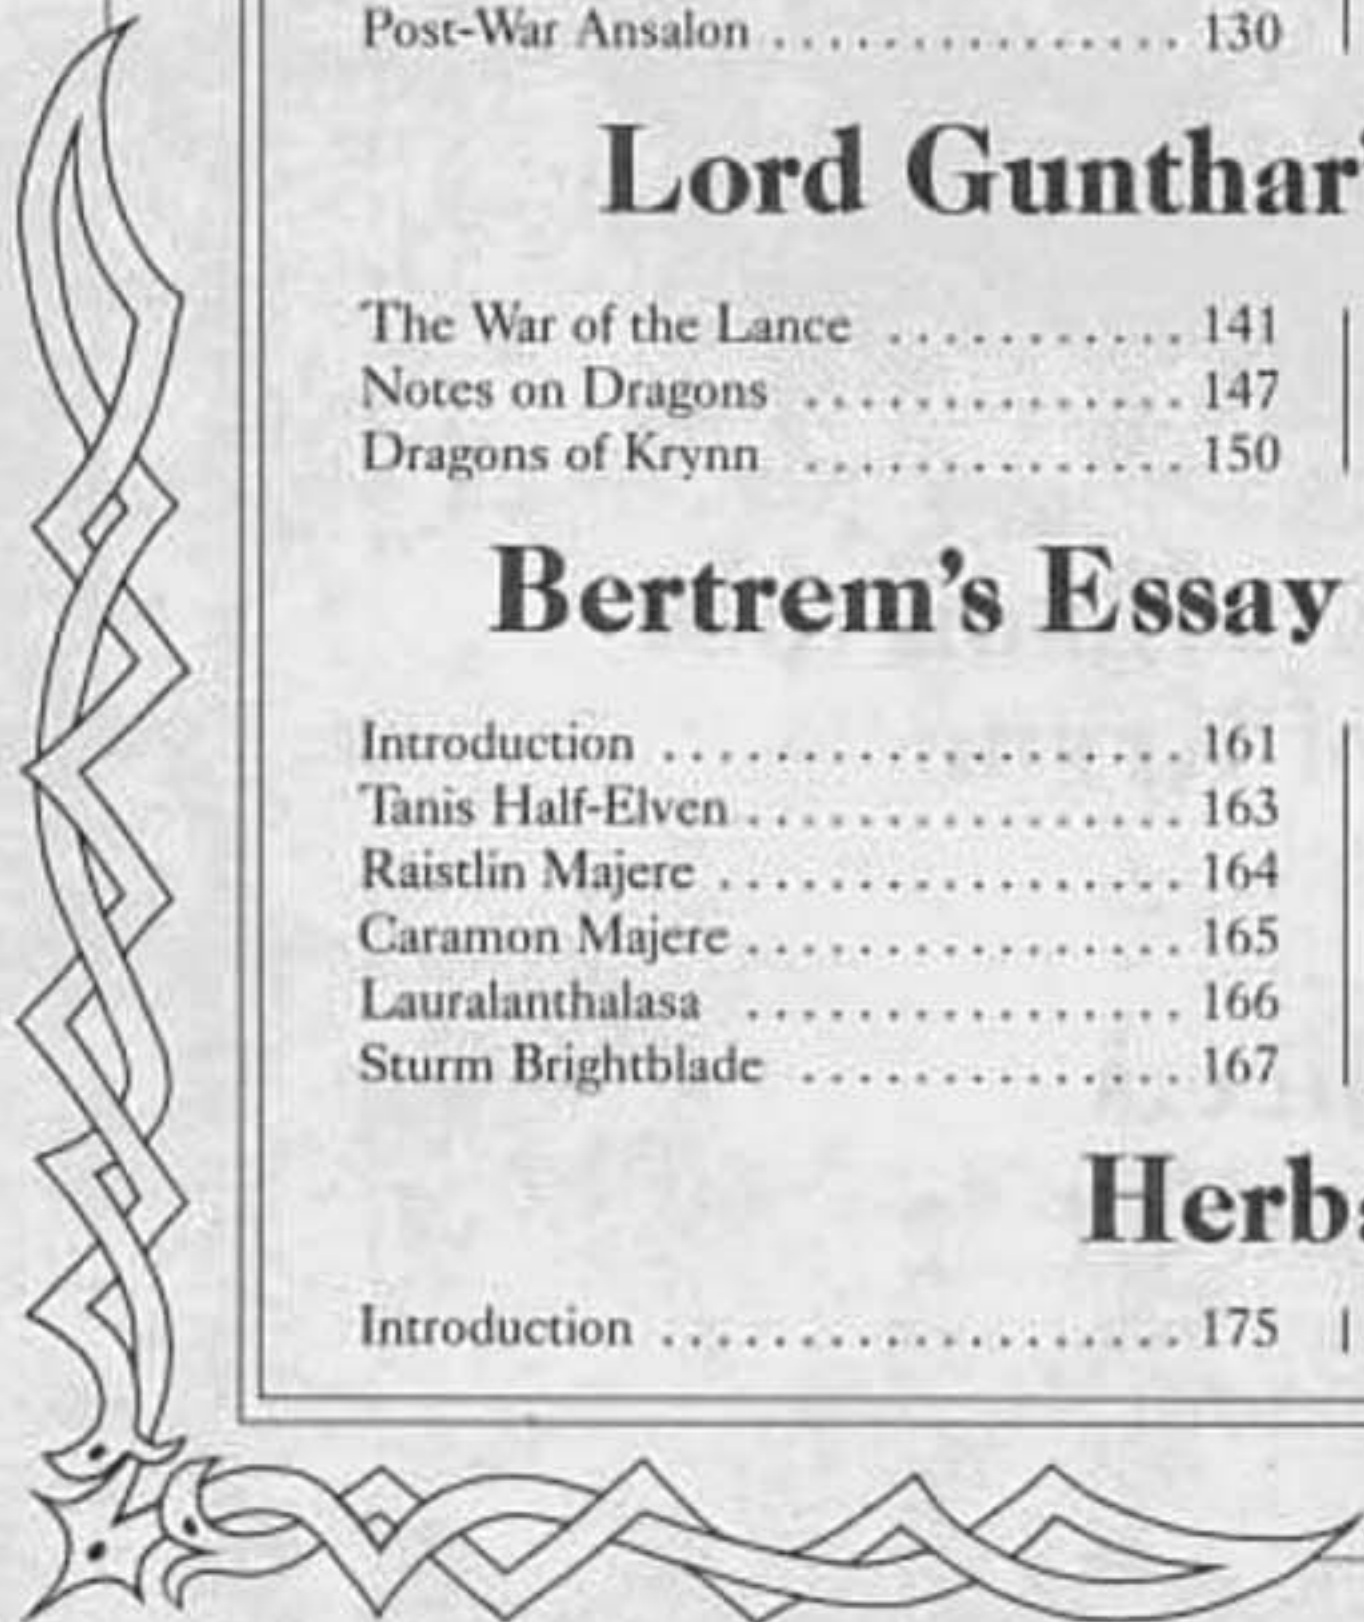 Post-War Ansalon ............... 130
Lord Gunthar'
The War of the Lance ........... 141
Notes on Dragons .............. 147
Dragons of Krynn .............. 150
Bertrem's Essay
Introduction ................... 161
Tanis Half-Elven ................ 163
Raistlin Majere ................. 164
Caramon Majere ................ 165
Lauralanthalasa ................ 166
Sturm Brightblade .............. 167
Herbs
Introduction ................... 175